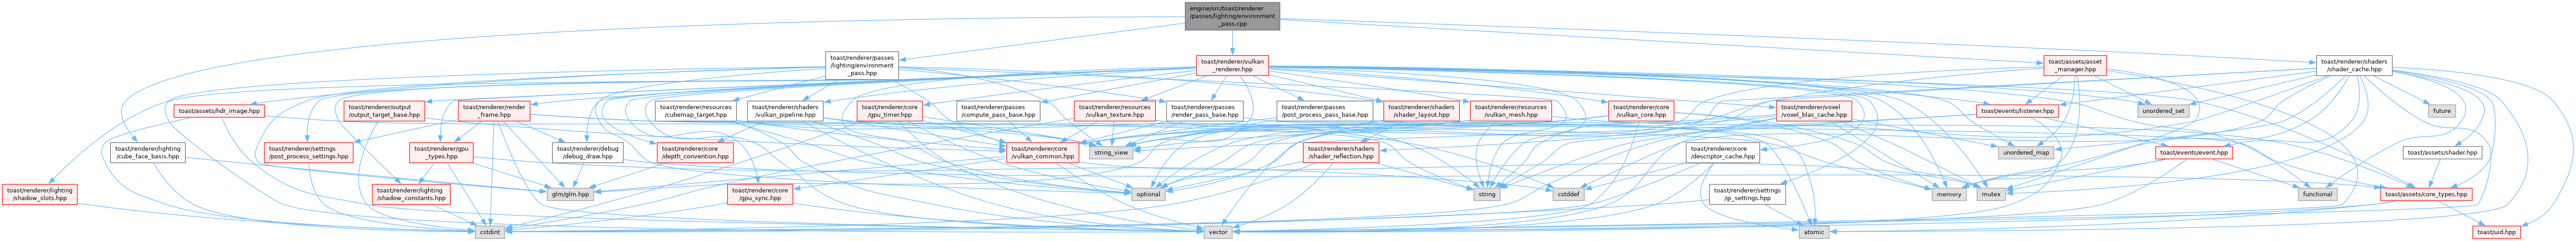 engine/src/toast/renderer
/passes/lighting/environment
_pass.cpp
toast/renderer/passes
/lighting/environment
_pass.hpp
toast/renderer/vulkan
_renderer.hpp
toast/assets/asset
_manager.hpp
toast/renderer/shaders
/shader_cache.hpp
toast/assets/hdr_image.hpp
toast/renderer/output
/output_target_base.hpp
toast/renderer/render
_frame.hpp
toast/renderer/resources
/cubemap_target.hpp
toast/renderer/shaders
/vulkan_pipeline.hpp
toast/renderer/core
/gpu_timer.hpp
toast/renderer/passes
/compute_pass_base.hpp
toast/renderer/resources
/vulkan_texture.hpp
toast/renderer/passes
/render_pass_base.hpp
toast/renderer/passes
/post_process_pass_base.hpp
toast/renderer/shaders
/shader_layout.hpp
toast/renderer/resources
/vulkan_mesh.hpp
toast/renderer/core
/vulkan_core.hpp
toast/renderer/voxel
/voxel_blas_cache.hpp
toast/events/listener.hpp
unordered_set
future
toast/renderer/lighting
/cube_face_basis.hpp
toast/renderer/settings
/post_process_settings.hpp
toast/renderer/gpu
_types.hpp
toast/renderer/debug
/debug_draw.hpp
toast/renderer/core
/depth_convention.hpp
toast/renderer/core
/vulkan_common.hpp
string_view
toast/renderer/shaders
/shader_reflection.hpp
toast/renderer/core
/descriptor_cache.hpp
unordered_map
toast/events/event.hpp
toast/assets/shader.hpp
toast/renderer/lighting
/shadow_slots.hpp
toast/renderer/lighting
/shadow_constants.hpp
glm/glm.hpp
toast/renderer/core
/gpu_sync.hpp
optional
string
cstddef
toast/renderer/settings
/gi_settings.hpp
memory
mutex
functional
toast/assets/core_types.hpp
cstdint
vector
atomic
toast/uid.hpp